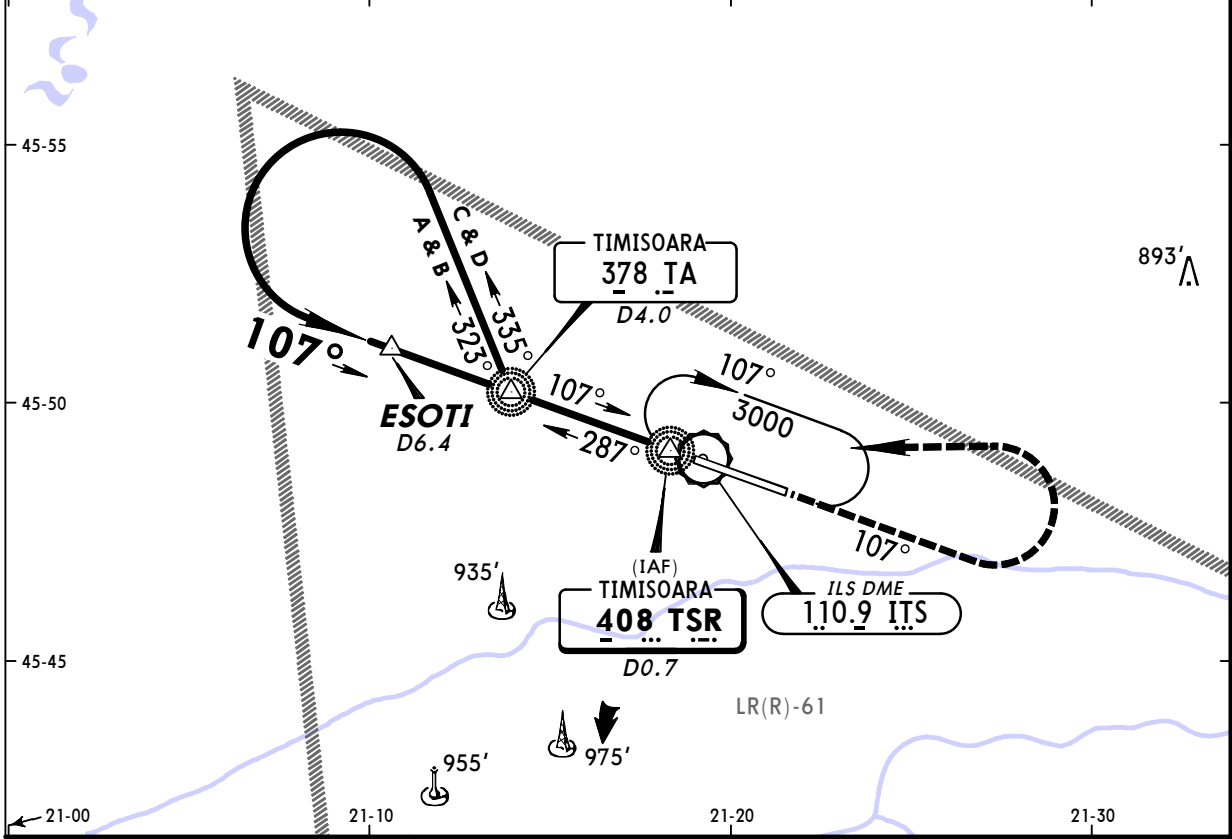 45-55
C & D
A & B
335°
323°
TIMISOARA
378 TA
D4.0
893'
107°
ESOTI
D6.4
45-50
107°
287°
107°
3000
107°
(IAF)
TIMISOARA
408 TSR
D0.7
ILS DME
110.9 ITS
935'
45-45
LR(R)-61
975'
955'
21-00
21-10
21-20
21-30